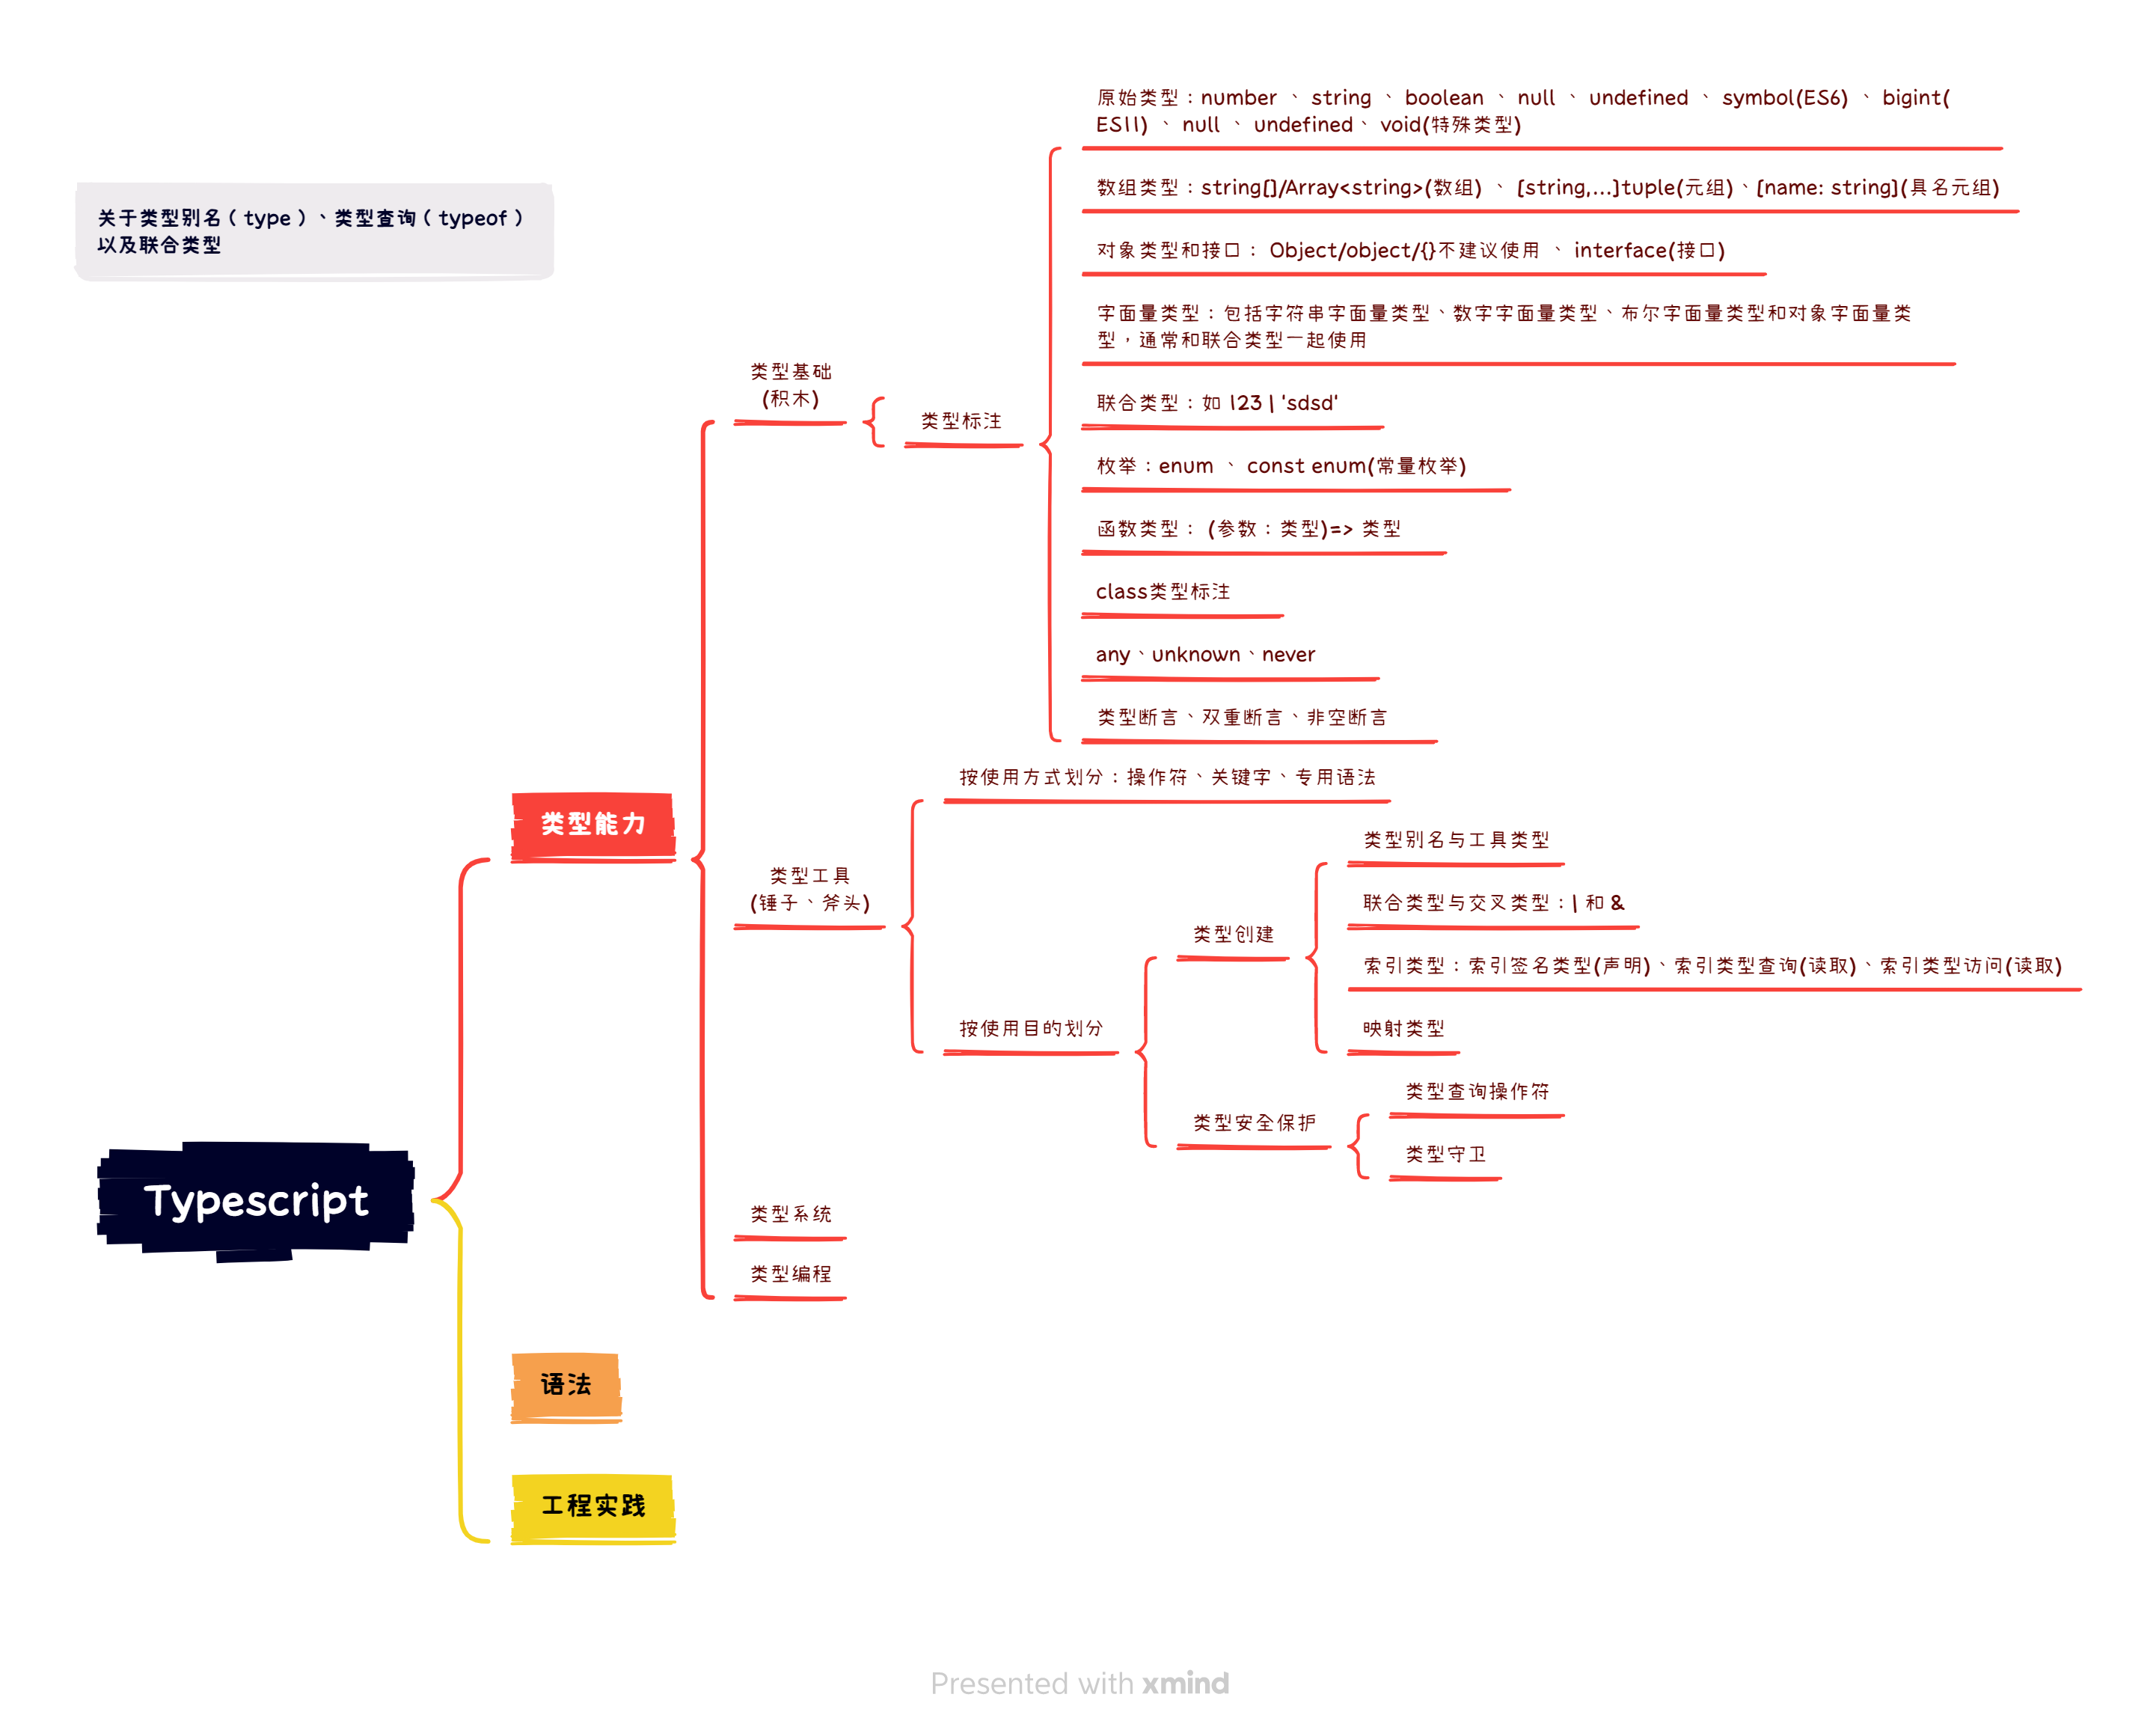 关于类型别名（type）、类型查询（typeof）
以及联合类型
Typescript
类型能力
类型基础
(积木)
类型标注
原始类型：number 、 string 、 boolean 、 null 、 undefined 、 symbol(ES6) 、 bigint(
ES11) 、 null 、 undefined、 void(特殊类型)
数组类型：string[]/Array<string>(数组) 、 [string,...]tuple(元组)、[name: string](具名元组)
对象类型和接口： Object/object/{}不建议使用 、 interface(接口)
字面量类型：包括字符串字面量类型、数字字面量类型、布尔字面量类型和对象字面量类
型，通常和联合类型一起使用
联合类型：如 123 | 'sdsd'
枚举：enum 、 const enum(常量枚举)
函数类型： (参数：类型)=> 类型
class类型标注
any、unknown、never
类型断言、双重断言、非空断言
类型工具
(锤子、斧头)
按使用方式划分：操作符、关键字、专用语法
按使用目的划分
类型创建
类型别名与工具类型
联合类型与交叉类型：| 和 &
索引类型：索引签名类型(声明)、索引类型查询(读取)、索引类型访问(读取)
映射类型
类型安全保护
类型查询操作符
类型守卫
类型系统
类型编程
语法
工程实践
Presented with xmind